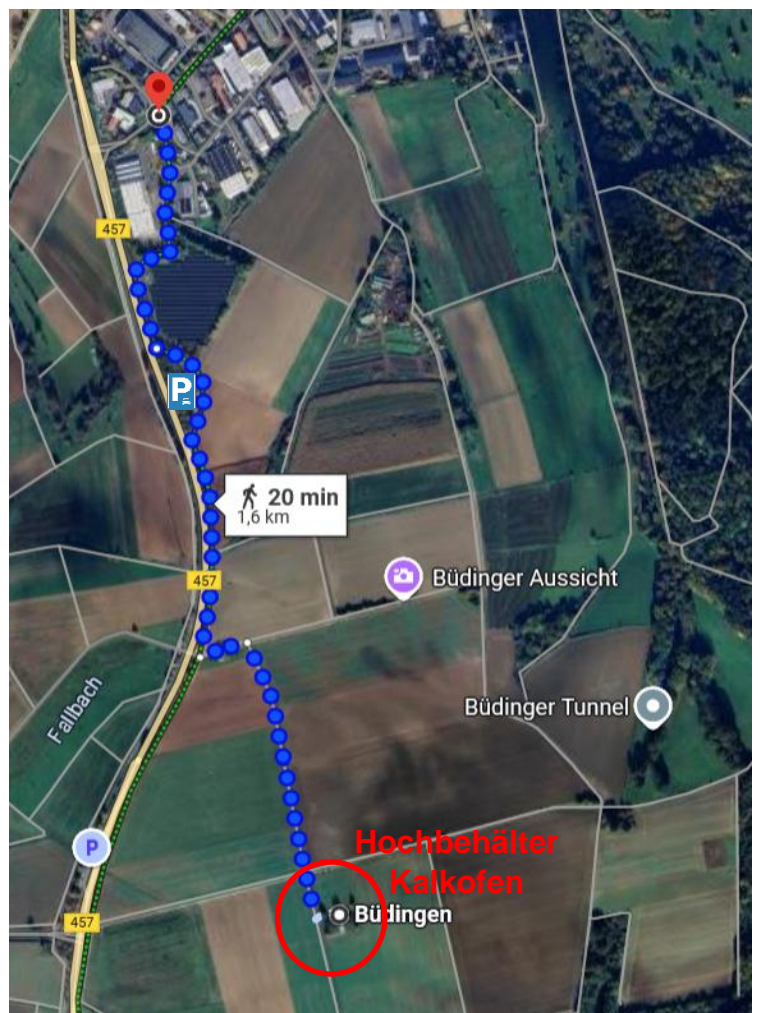 457
P
20 min
1,6 km
Büdinger Aussicht
457
Fallbach
Büdinger Tunnel
P
Hochbehälter
Kalkofen
Büdingen
457